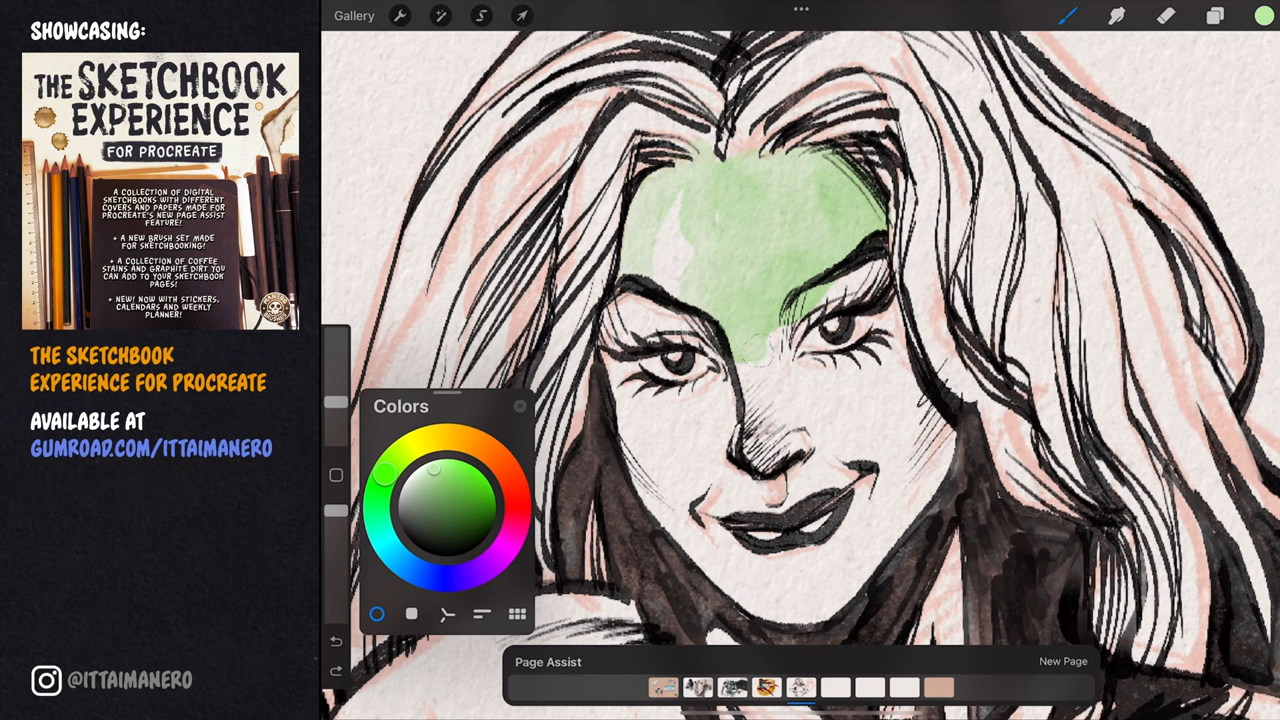 SHOWCASING:
THE SKETCHBOOK
EXPERIENCE
FOR PROCREATE
A COLLECTION OF DIGITAL
SKETCHBOOKS WITH DIFFERENT
COVERS AND PAPERS MADE FOR
PROCREATE'S NEW PAGE ASSIST
FEATURE!
+ A NEW BRUSH SET MADE
FOR SKETCHBOOKING!
+ A COLLECTION OF COFFEE
STAINS AND GRAPHITE DIRT YOU
CAN ADD TO YOUR SKETCHBOOK
PAGES!
+ NEW! NOW WITH STICKERS,
CALENDARS AND WEEKLY
PLANNER!
THE SKETCHBOOK
EXPERIENCE FOR PROCREATE
AVAILABLE AT
GUMROAD.COM/ITTAIMANERO
@ITTAIMANERO
Gallery
Colors
Page Assist
New Page